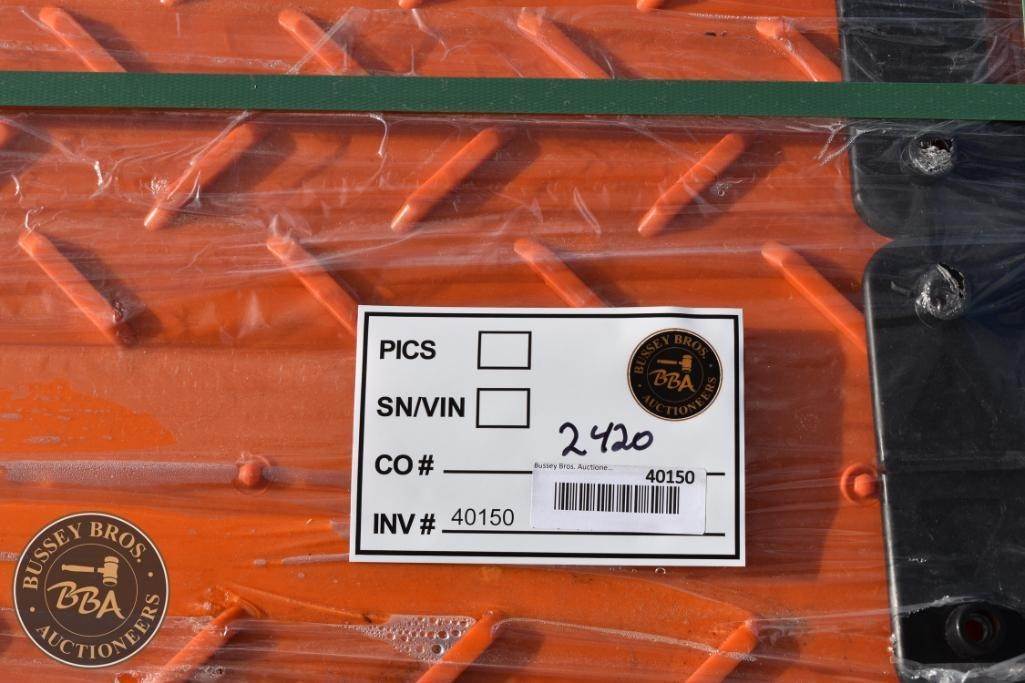 PICS
BUSSEY BROS.
BBA
AUCTIONEERS
SN/VIN
2420
CO #
Bussey Bros. Auctione...
40150
INV # 40150
BUSSEY BROS.
BBA
AUCTIONEERS